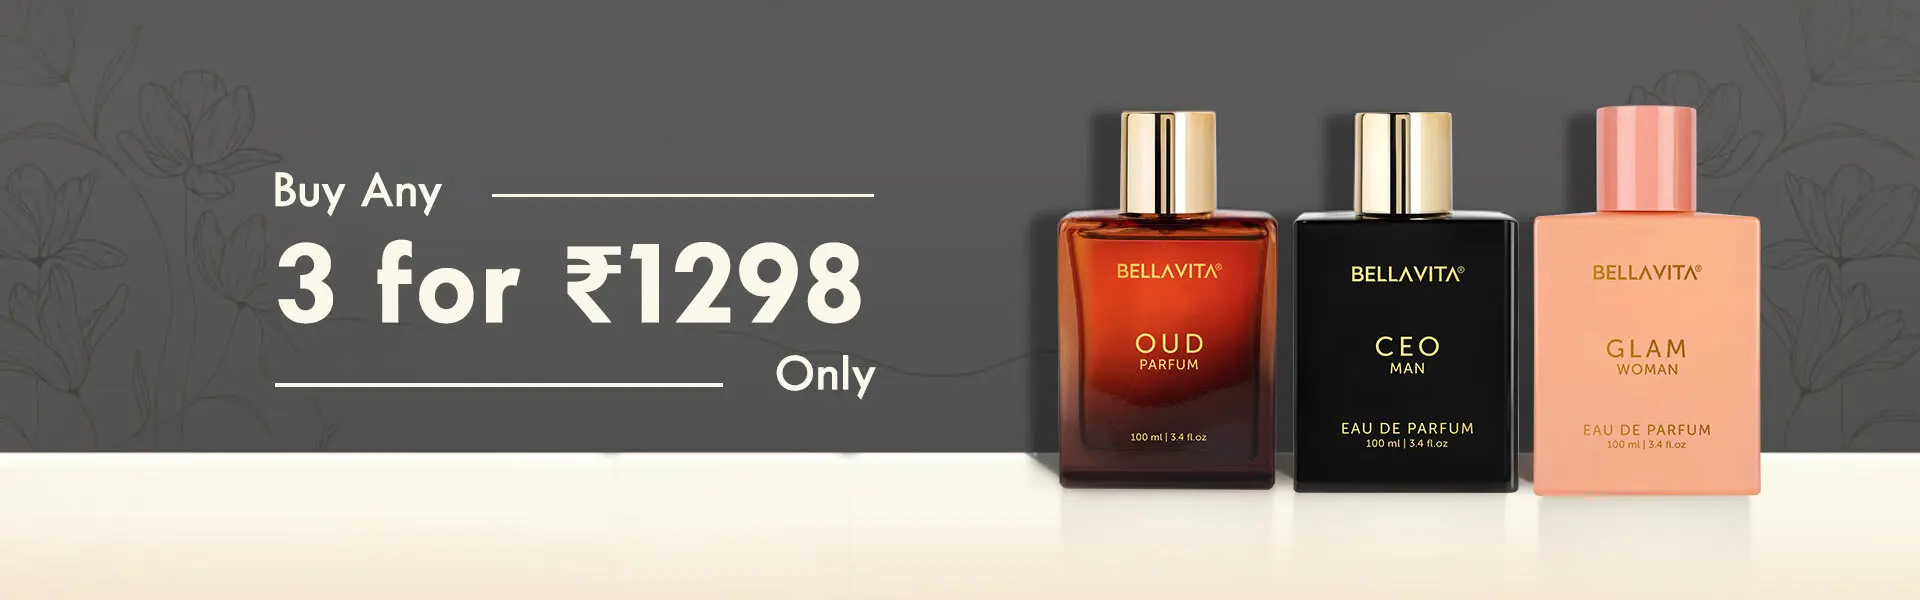 Buy Any
3 for ₹1298
Only
BELLAVITA®
OUD
PARFUM
100 ml | 3.4 fl.oz
BELLAVITA®
CEO
MAN
EAU DE PARFUM
100 ml | 3.4 fl.oz
BELLAVITA®
GLAM
WOMAN
EAU DE PARFUM
100 ml | 3.4 fl.oz